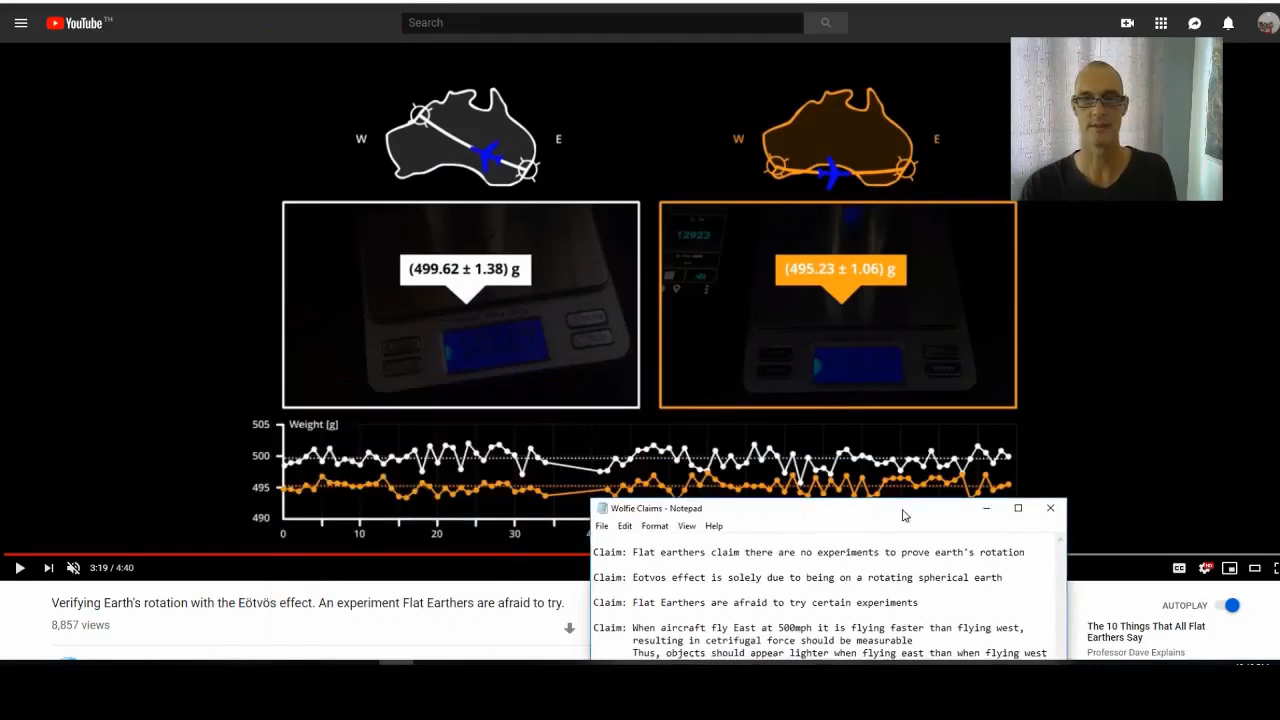 YouTube TH
Search
W E
W E
12923
(499.62 ± 1.38) g
(495.23 ± 1.06) g
505 Weight [g]
500
495
490
0 10 20 30
Wolfie Claims - Notepad
File Edit Format View Help
Claim: Flat earthers claim there are no experiments to prove earth's rotation
Claim: Eotvos effect is solely due to being on a rotating spherical earth
Claim: Flat Earthers are afraid to try certain experiments
Claim: When aircraft fly East at 500mph it is flying faster than flying west,
resulting in cetrifugal force should be measurable
Thus, objects should appear lighter when flying east than when flying west
3:19 / 4:40
CC
HD
Verifying Earth's rotation with the Eötvös effect. An experiment Flat Earthers are afraid to try.
8,857 views
AUTOPLAY
The 10 Things That All Flat
Earthers Say
Professor Dave Explains